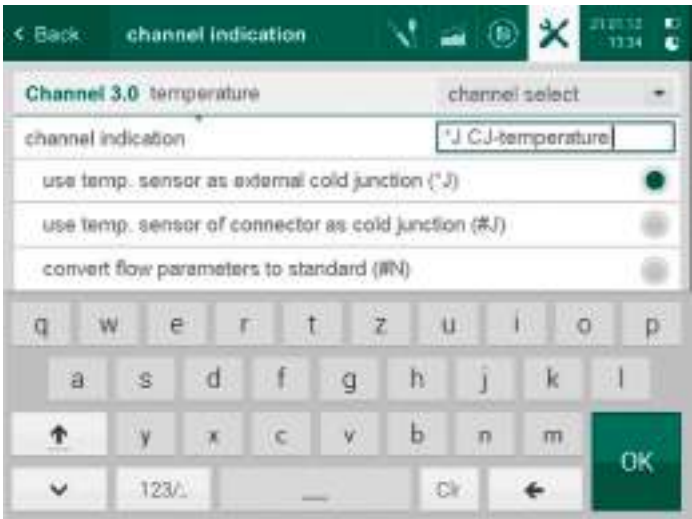 < Back channel indication 21.01.12
13:34
Channel 3.0 temperature channel select
channel indication *J CJ-temperature
use temp. sensor as external cold junction (*J)
use temp. sensor of connector as cold junction (#J)
convert flow parameters to standard (#N)
q w e r t z u i o p
a s d f g h j k l
y x c v b n m OK
123/. Clr